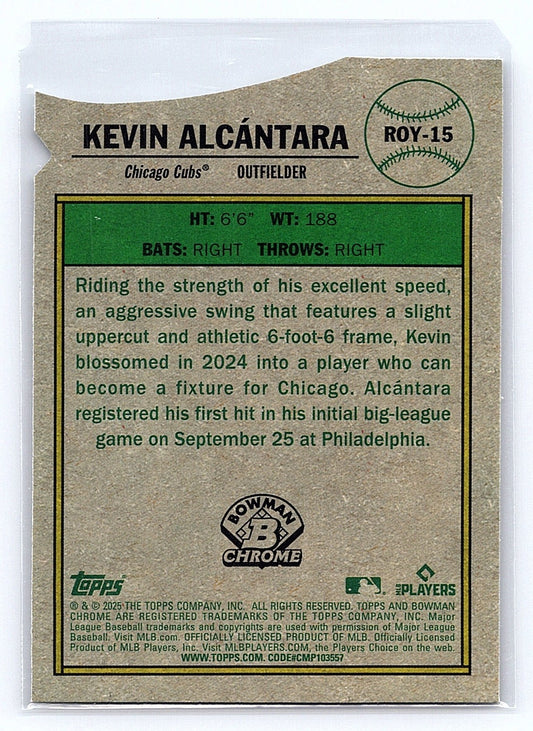 KEVIN ALCÁNTARA
ROY-15
Chicago Cubs® OUTFIELDER
HT: 6'6" WT: 188
BATS: RIGHT THROWS: RIGHT
Riding the strength of his excellent speed,
an aggressive swing that features a slight
uppercut and athletic 6-foot-6 frame, Kevin
blossomed in 2024 into a player who can
become a fixture for Chicago. Alcántara
registered his first hit in his initial big-league
game on September 25 at Philadelphia.
BOWMAN
B
CHROME
topps
MLB PLAYERS
® & © 2025 THE TOPPS COMPANY, INC. ALL RIGHTS RESERVED. TOPPS AND BOWMAN
CHROME ARE REGISTERED TRADEMARKS OF THE TOPPS COMPANY, INC. Major
League Baseball trademarks and copyrights are used with permission of Major League
Baseball. Visit MLB.com. OFFICIALLY LICENSED PRODUCT OF MLB. Officially Licensed
Product of MLB Players, Inc. Visit MLBPLAYERS.COM, the Players Choice on the web.
WWW.TOPPS.COM. CODE#CMP103557